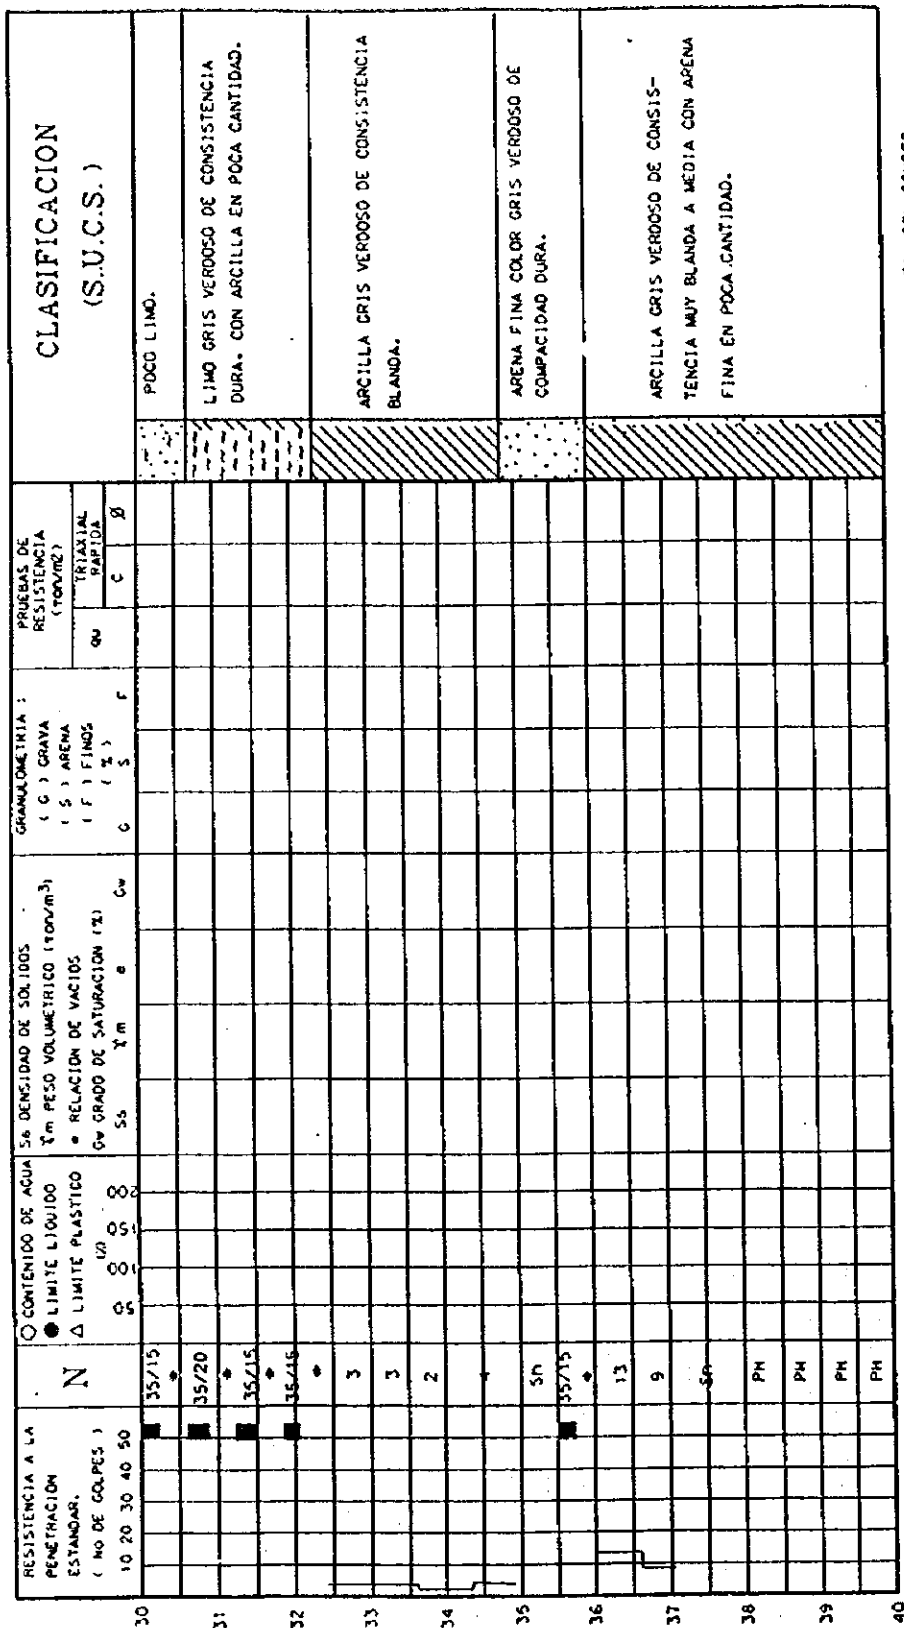 RESISTENCIA A LA
PENETRACION
ESTANDAR.
( NO DE GOLPES )
10 20 30 40 50
N
○ CONTENIDO DE AGUA
● LIMITE LIQUIDO
△ LIMITE PLASTICO
(%)
50 100 150 200
Ss DENSIDAD DE SOLIDOS
γm PESO VOLUMETRICO (TON/m3)
e RELACION DE VACIOS
Gw GRADO DE SATURACION (%)
Ss γm e Gw
GRANULOMETRIA :
( G ) GRAVA
( S ) ARENA
( F ) FINOS
( % )
G S F
PRUEBAS DE
RESISTENCIA
(TON/m2)
TRIAXIAL
RAPIDA
qu C Ø
CLASIFICACION
(S.U.C.S.)
30
31
32
33
34
35
36
37
38
39
40
35/15
*
35/20
*
35/15
*
35/16
*
3
3
2
4
Sn
35/15
*
13
9
Sn
PH
PH
PH
PH
POCO LIMO.
LIMO GRIS VERDOSO DE CONSISTENCIA
DURA. CON ARCILLA EN POCA CANTIDAD.
ARCILLA GRIS VERDOSO DE CONSISTENCIA
BLANDA.
ARENA FINA COLOR GRIS VERDOSO DE
COMPACIDAD DURA.
ARCILLA GRIS VERDOSO DE CONSIS-
TENCIA MUY BLANDA A MEDIA CON ARENA
FINA EN POCA CANTIDAD.